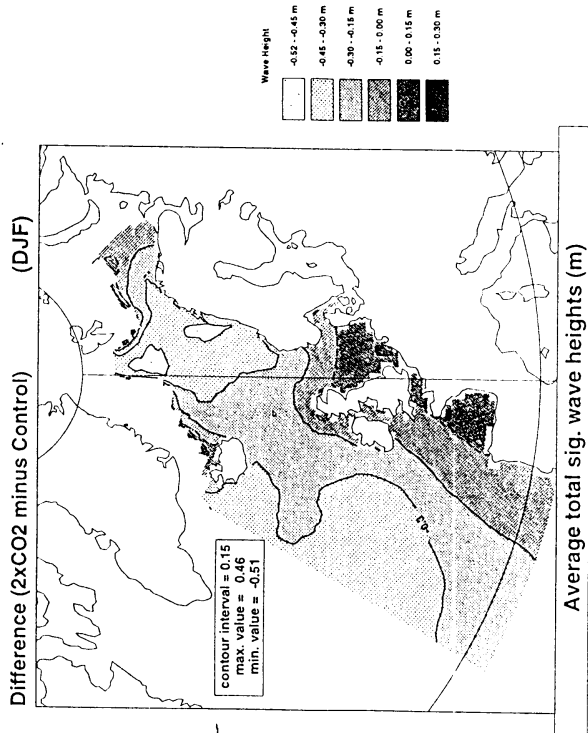 Difference (2xCO2 minus Control) (DJF)
contour interval = 0.15
max. value = 0.46
min. value = -0.51
Wave Height
-0.52 - -0.45 m
-0.45 - -0.30 m
-0.30 - -0.15 m
-0.15 - 0.00 m
0.00 - 0.15 m
0.15 - 0.30 m
Average total sig. wave heights (m)